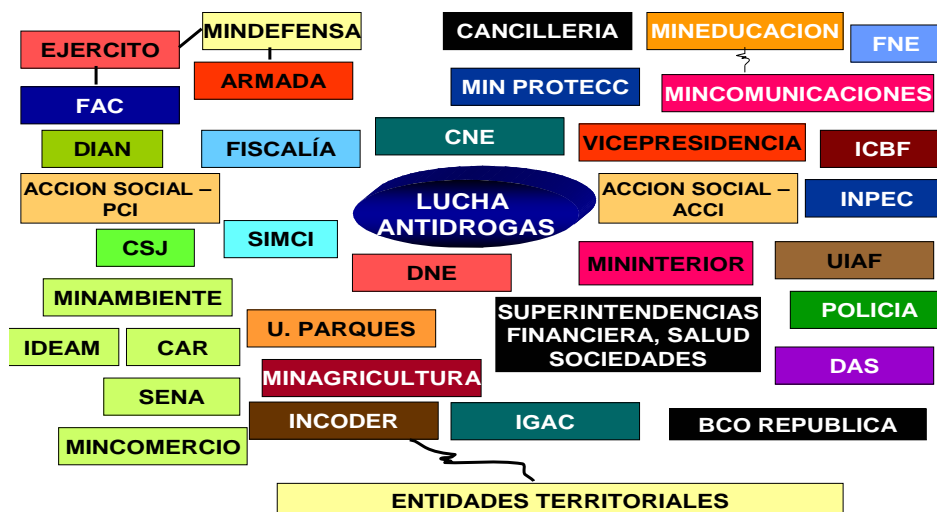 MINDEFENSA
CANCILLERIA
MINEDUCACION
FNE
EJERCITO
ARMADA
MIN PROTECC
MINCOMUNICACIONES
FAC
CNE
VICEPRESIDENCIA
DIAN
FISCALÍA
ICBF
ACCION SOCIAL –
PCI
LUCHA
ANTIDROGAS
ACCION SOCIAL –
ACCI
INPEC
CSJ
SIMCI
DNE
MININTERIOR
UIAF
MINAMBIENTE
U. PARQUES
SUPERINTENDENCIAS
FINANCIERA, SALUD
SOCIEDADES
POLICIA
IDEAM
CAR
DAS
MINAGRICULTURA
SENA
INCODER
IGAC
BCO REPUBLICA
MINCOMERCIO
ENTIDADES TERRITORIALES